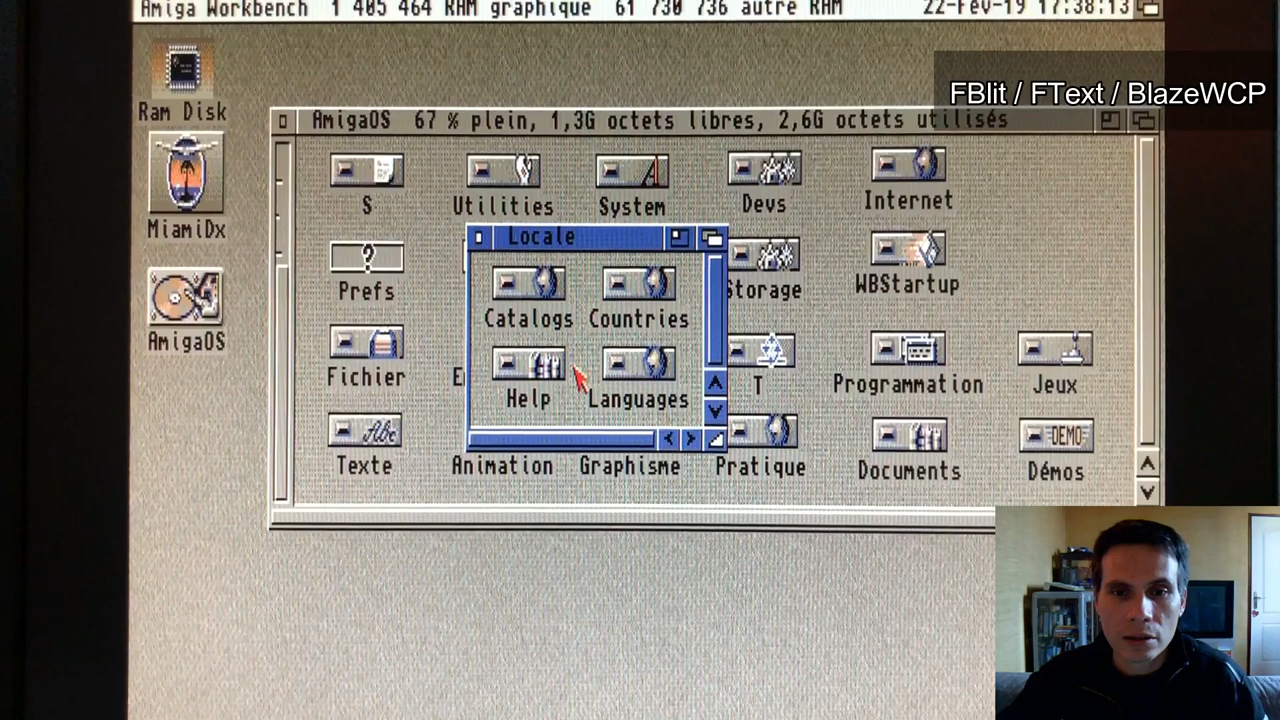 Amiga Workbench 1 405 464 RAM graphique 61 730 736 autre RAM 22-Fév-19 17:38:13
FBlit / FText / BlazeWCP
Ram Disk
MiamiDx
AmigaOS
AmigaOS 67 % plein, 1,3G octets libres, 2,6G octets utilisés
S
Utilities
System
Devs
Internet
Prefs
Storage
WBStartup
Fichier
T
Programmation
Jeux
Texte
Animation
Graphisme
Pratique
Documents
DEMO
Démos
Locale
Catalogs
Countries
Help
Languages
Abc